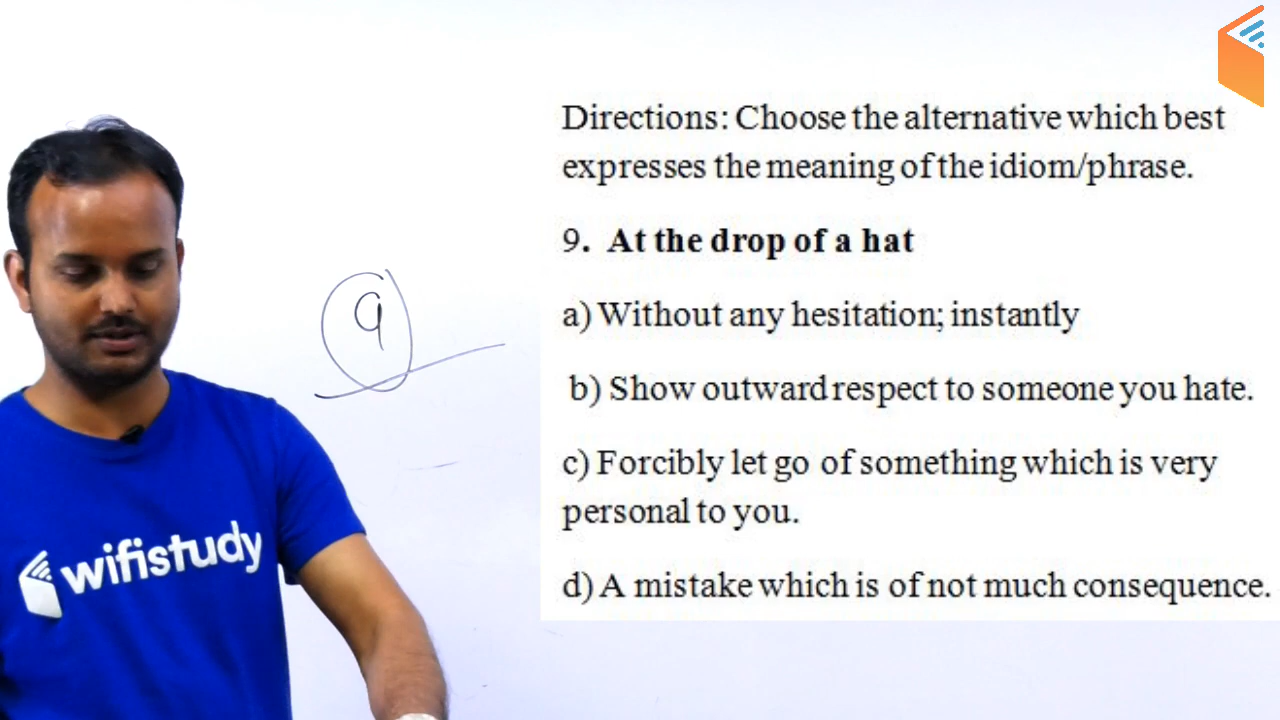 Directions: Choose the alternative which best
expresses the meaning of the idiom/phrase.
9. At the drop of a hat
a) Without any hesitation; instantly
b) Show outward respect to someone you hate.
c) Forcibly let go of something which is very
personal to you.
d) A mistake which is of not much consequence.
9
wifistudy